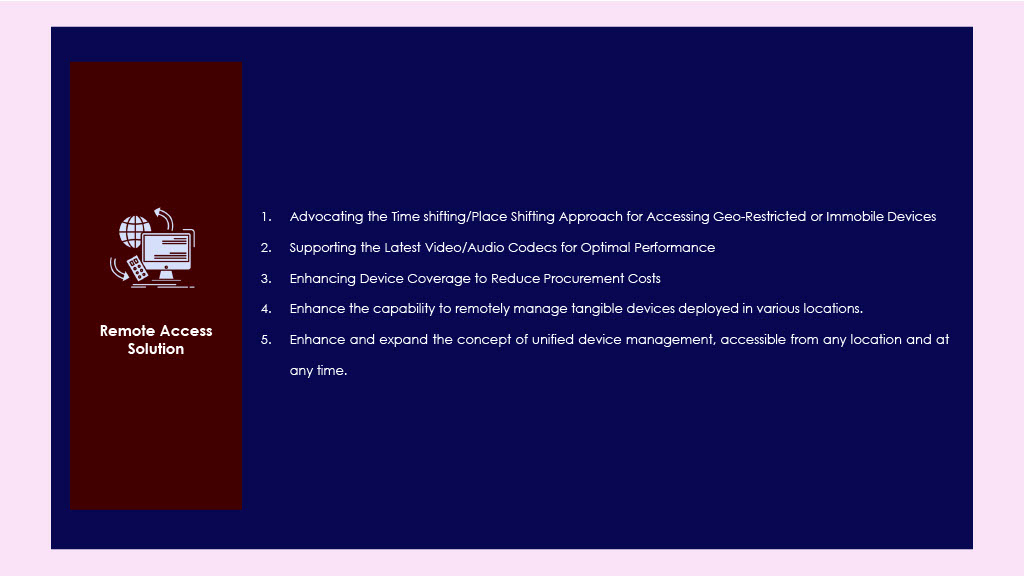 Remote Access
Solution
1. Advocating the Time shifting/Place Shifting Approach for Accessing Geo-Restricted or Immobile Devices
2. Supporting the Latest Video/Audio Codecs for Optimal Performance
3. Enhancing Device Coverage to Reduce Procurement Costs
4. Enhance the capability to remotely manage tangible devices deployed in various locations.
5. Enhance and expand the concept of unified device management, accessible from any location and at
any time.